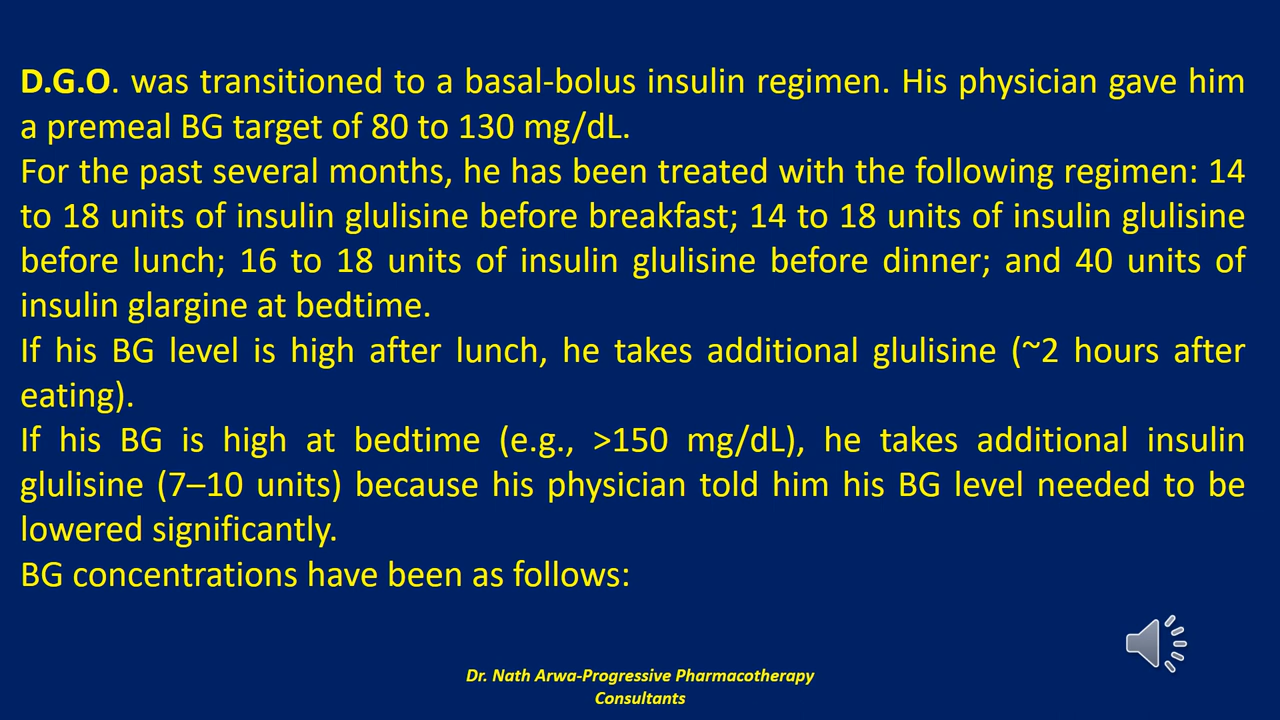 D.G.O. was transitioned to a basal-bolus insulin regimen. His physician gave him
a premeal BG target of 80 to 130 mg/dL.
For the past several months, he has been treated with the following regimen: 14
to 18 units of insulin glulisine before breakfast; 14 to 18 units of insulin glulisine
before lunch; 16 to 18 units of insulin glulisine before dinner; and 40 units of
insulin glargine at bedtime.
If his BG level is high after lunch, he takes additional glulisine (~2 hours after
eating).
If his BG is high at bedtime (e.g., >150 mg/dL), he takes additional insulin
glulisine (7–10 units) because his physician told him his BG level needed to be
lowered significantly.
BG concentrations have been as follows:
Dr. Nath Arwa-Progressive Pharmacotherapy
Consultants